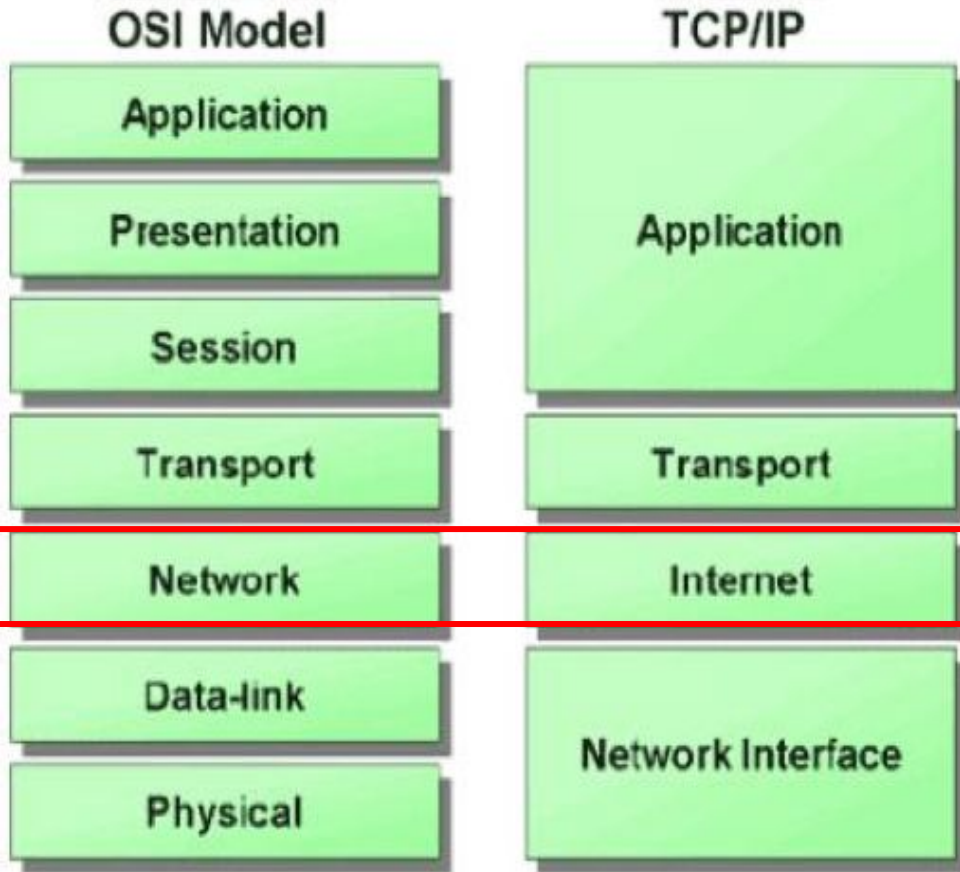 OSI Model
TCP/IP
Application
Presentation
Session
Transport
Network
Data-link
Physical
Application
Transport
Internet
Network Interface